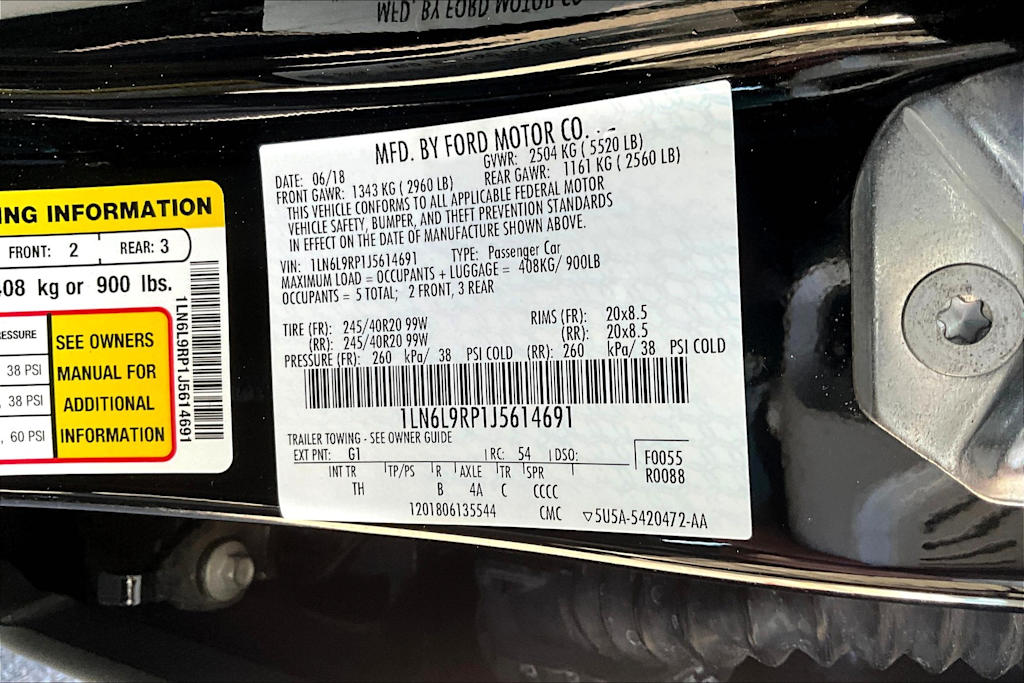 MFD. BY FORD MOTOR CO.
ING INFORMATION
FRONT: 2 REAR: 3
408 kg or 900 lbs.
38 PSI
, 38 PSI
, 60 PSI
SEE OWNERS
MANUAL FOR
ADDITIONAL
INFORMATION
1LN6L9RP1J5614691
MFD. BY FORD MOTOR CO.
DATE: 06/18 GVWR: 2504 KG ( 5520 LB)
FRONT GAWR: 1343 KG ( 2960 LB) REAR GAWR: 1161 KG ( 2560 LB)
THIS VEHICLE CONFORMS TO ALL APPLICABLE FEDERAL MOTOR
VEHICLE SAFETY, BUMPER, AND THEFT PREVENTION STANDARDS
IN EFFECT ON THE DATE OF MANUFACTURE SHOWN ABOVE.
VIN: 1LN6L9RP1J5614691 TYPE: Passenger Car
MAXIMUM LOAD = OCCUPANTS + LUGGAGE = 408KG/ 900LB
OCCUPANTS = 5 TOTAL; 2 FRONT, 3 REAR
TIRE (FR): 245/40R20 99W RIMS (FR): 20x8.5
(RR): 245/40R20 99W (RR): 20x8.5
PRESSURE (FR): 260 kPa/ 38 PSI COLD (RR): 260 kPa/ 38 PSI COLD
1LN6L9RP1J5614691
TRAILER TOWING - SEE OWNER GUIDE
EXT PNT: G1 RC: 54 DSO:
INT TR TP/PS R AXLE TR SPR
TH B 4A C CCCC
F0055
R0088
1201806135544 CMC ▽5U5A-5420472-AA